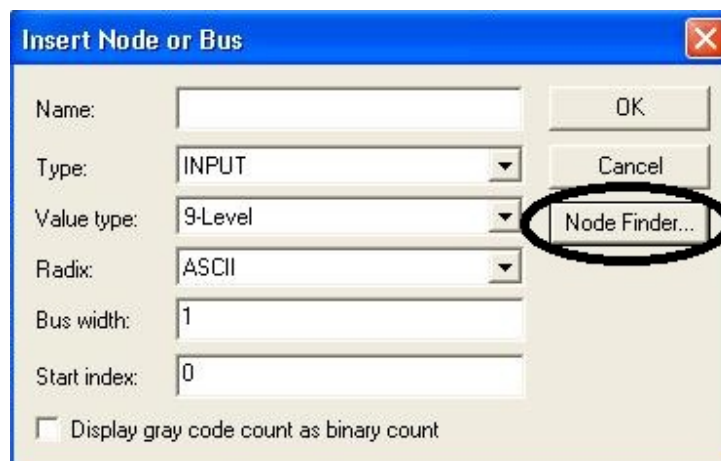 Insert Node or Bus
Name:
OK
Type:
INPUT
Cancel
Value type:
9-Level
Node Finder...
Radix:
ASCII
Bus width:
1
Start index:
0
Display gray code count as binary count